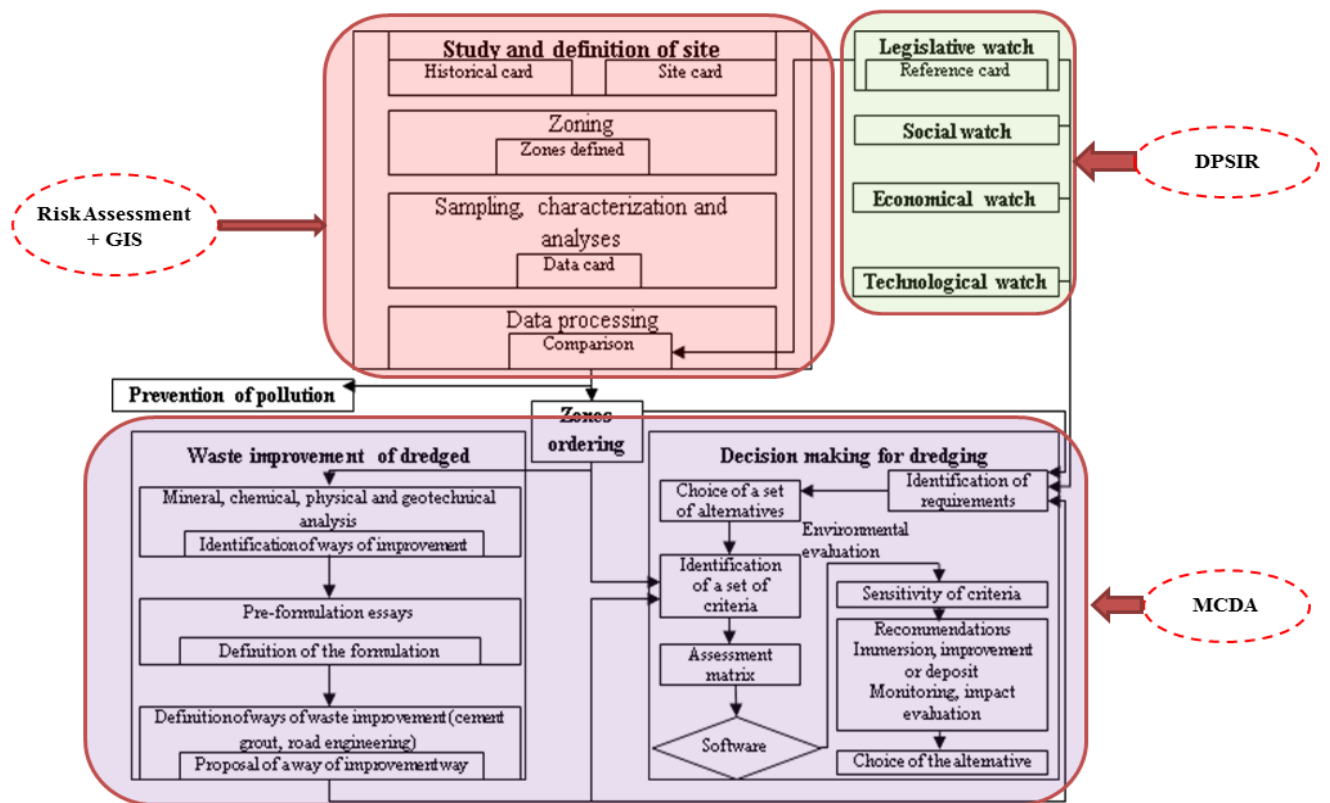 Study and definition of site
Historical card
Site card
Zoning
Zones defined
Sampling, characterization and
analyses
Data card
Data processing
Comparison
Legislative watch
Reference card
Social watch
Economical watch
Technological watch
DPSIR
Risk Assessment
+ GIS
Prevention of pollution
Zones
ordering
Waste improvement of dredged
Mineral, chemical, physical and geotechnical
analysis
Identification of ways of improvement
Pre-formulation essays
Definition of the formulation
Definition of ways of waste improvement (cement
grout, road engineering)
Proposal of a way of improvement way
Decision making for dredging
Identification of
requirements
Choice of a set
of alternatives
Environmental
evaluation
Identification
of a set of
criteria
Assessment
matrix
Software
Sensitivity of criteria
Recommendations
Immersion, improvement
or deposit
Monitoring, impact
evaluation
Choice of the alternative
MCDA